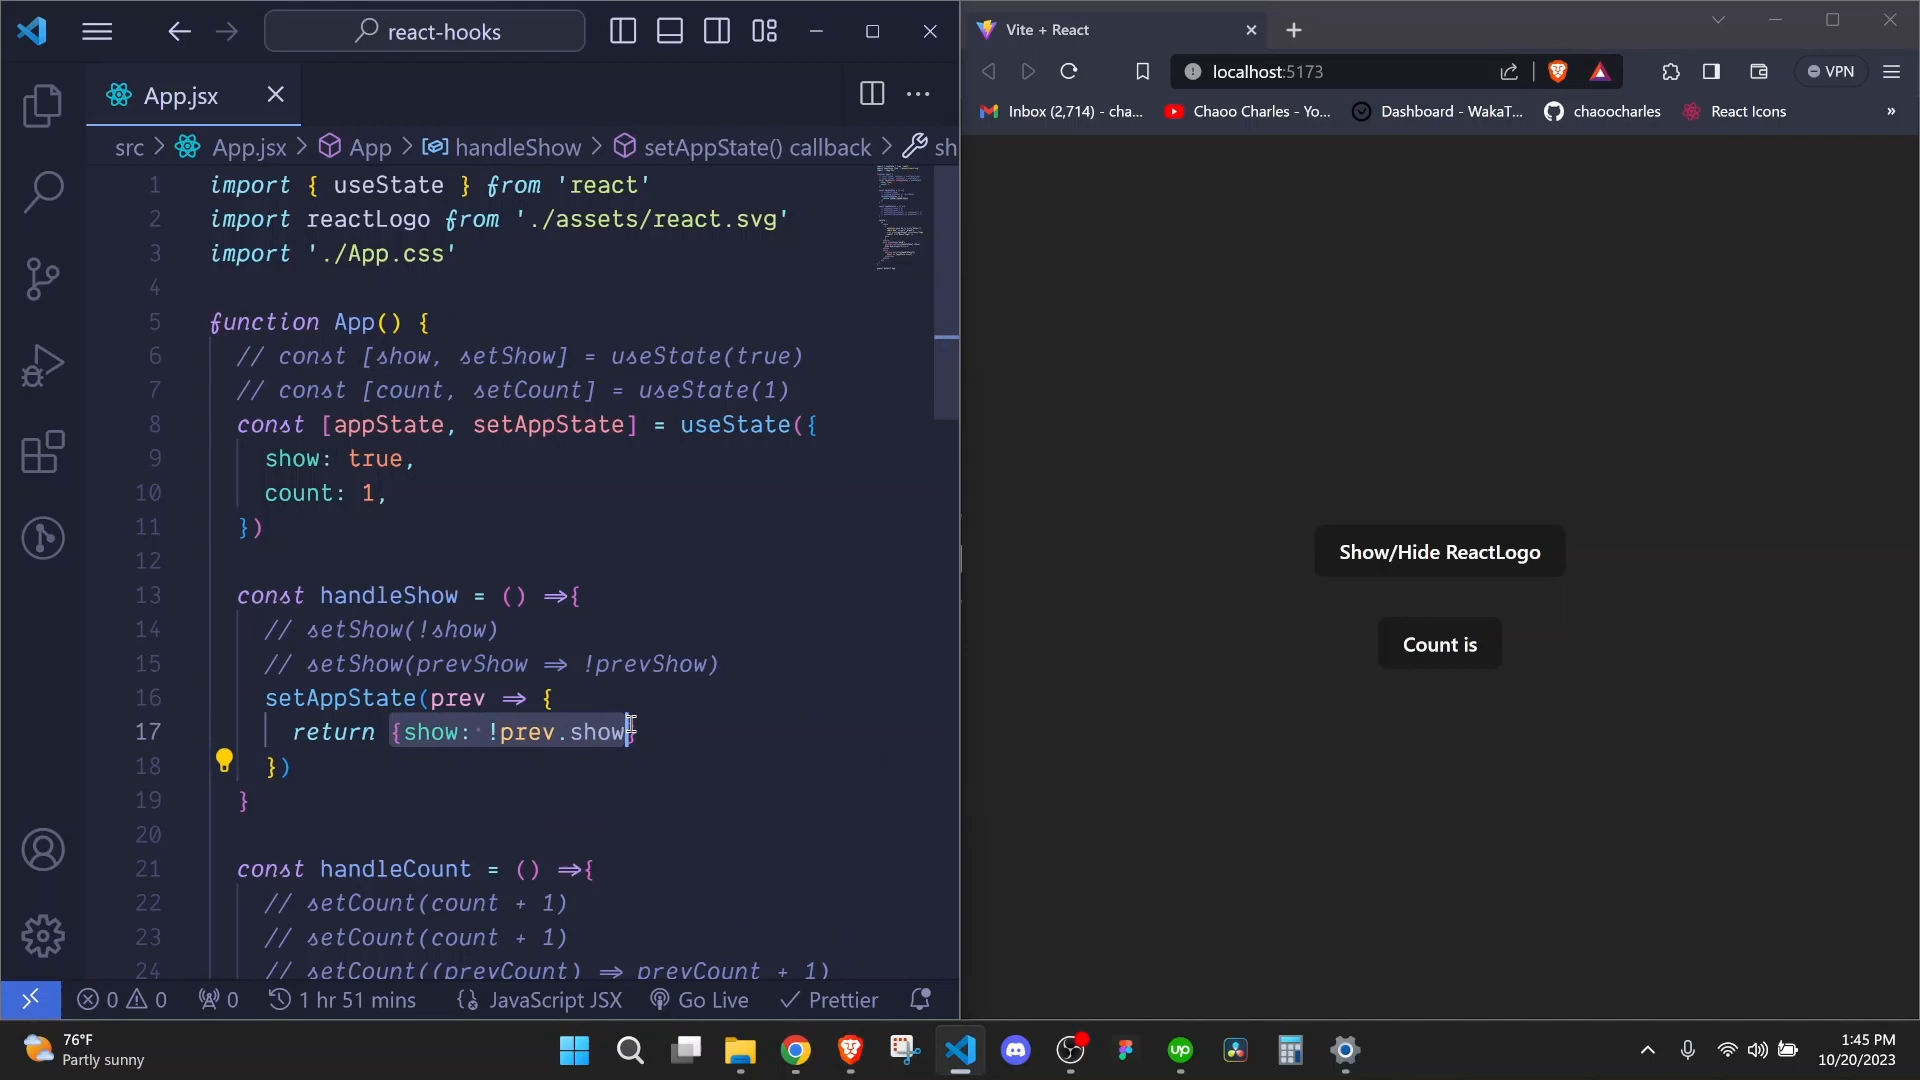 react-hooks
App.jsx
src > App.jsx > App > handleShow > setAppState() callback > sh
1 import { useState } from 'react'
2 import reactLogo from './assets/react.svg'
3 import './App.css'
4
5 function App() {
6 // const [show, setShow] = useState(true)
7 // const [count, setCount] = useState(1)
8 const [appState, setAppState] = useState({
9 show: true,
10 count: 1,
11 })
12
13 const handleShow = () =>{
14 // setShow(!show)
15 // setShow(prevShow => !prevShow)
16 setAppState(prev => {
17 return {show: !prev.show}
18 })
19 }
20
21 const handleCount = () =>{
22 // setCount(count + 1)
23 // setCount(count + 1)
24 // setCount((prevCount) => prevCount + 1)
0 0 0 1 hr 51 mins JavaScript JSX Go Live Prettier
Vite + React
localhost:5173
VPN
Inbox (2,714) - cha... Chaoo Charles - Yo... Dashboard - WakaT... chaoocharles React Icons »
Show/Hide ReactLogo
Count is
76°F
Partly sunny
up
1:45 PM
10/20/2023